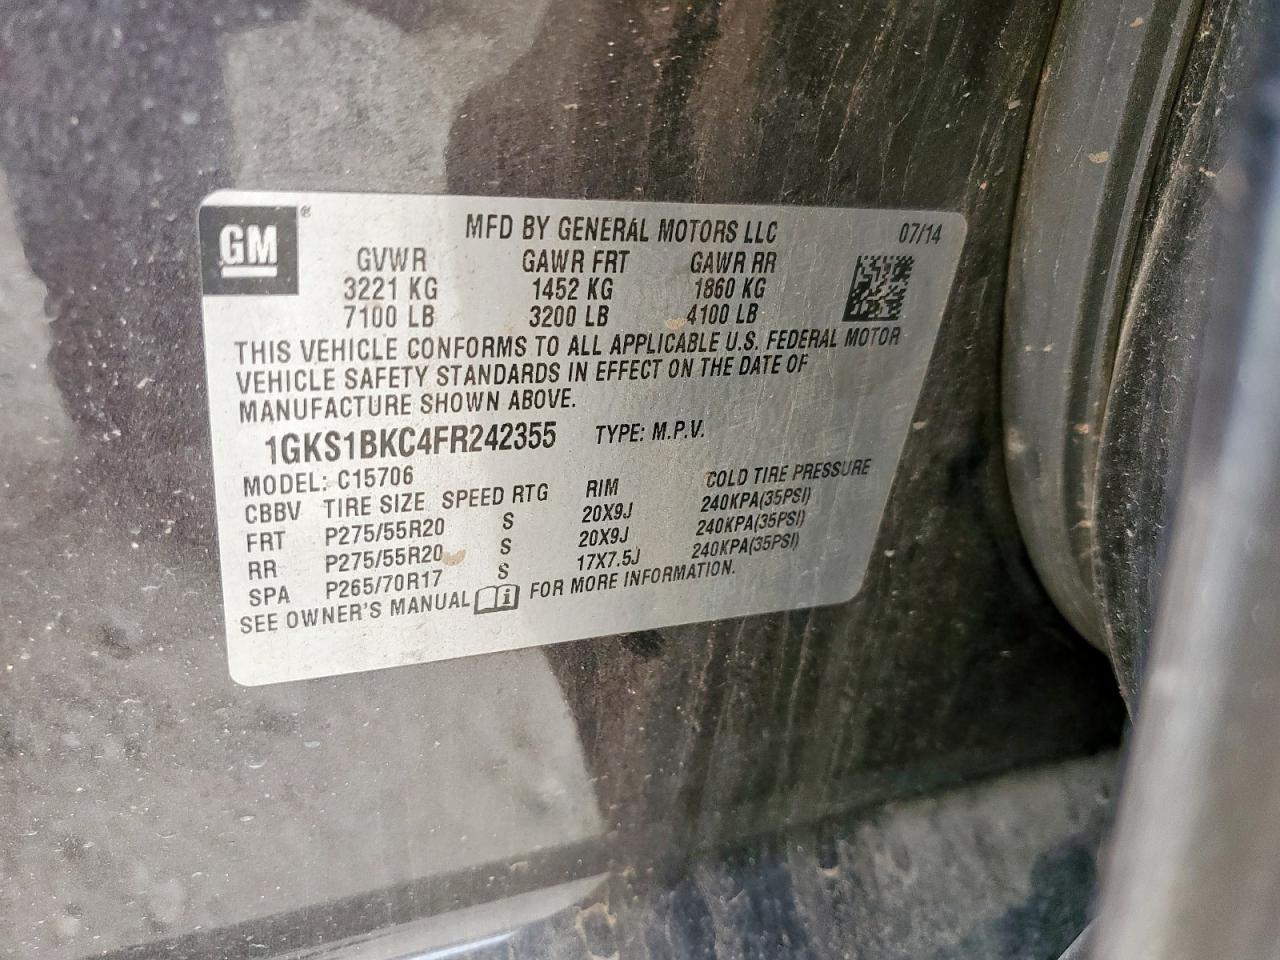 GM ®
MFD BY GENERAL MOTORS LLC 07/14
GVWR GAWR FRT GAWR RR
3221 KG 1452 KG 1860 KG
7100 LB 3200 LB 4100 LB
THIS VEHICLE CONFORMS TO ALL APPLICABLE U.S. FEDERAL MOTOR
VEHICLE SAFETY STANDARDS IN EFFECT ON THE DATE OF
MANUFACTURE SHOWN ABOVE.
1GKS1BKC4FR242355 TYPE: M.P.V.
MODEL: C15706
CBBV TIRE SIZE SPEED RTG RIM COLD TIRE PRESSURE
FRT P275/55R20 S 20X9J 240KPA(35PSI)
RR P275/55R20 S 20X9J 240KPA(35PSI)
SPA P265/70R17 S 17X7.5J 240KPA(35PSI)
SEE OWNER'S MANUAL i FOR MORE INFORMATION.